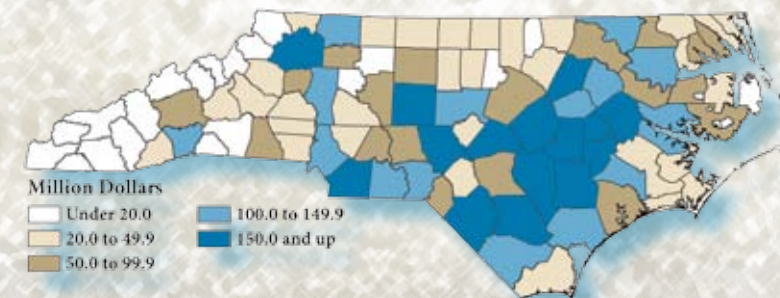 Million Dollars
Under 20.0
20.0 to 49.9
50.0 to 99.9
100.0 to 149.9
150.0 and up